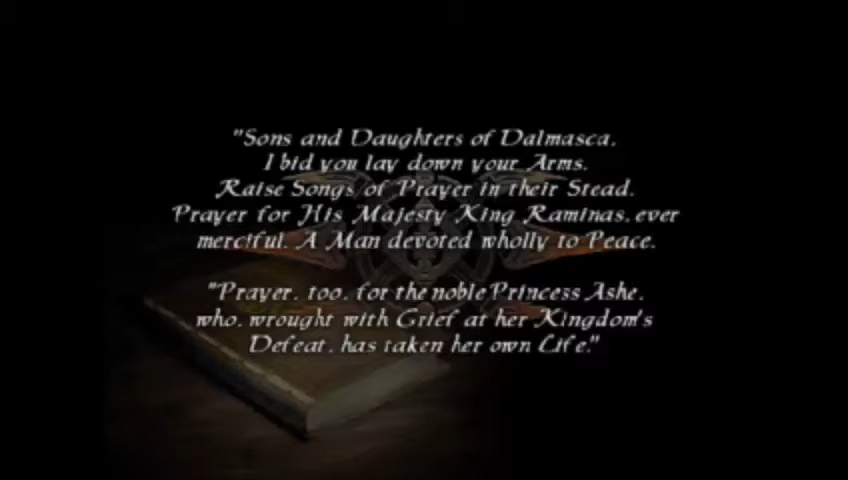 "Sons and Daughters of Dalmasca,
I bid you lay down your Arms.
Raise Songs of Prayer in their Stead.
Prayer for His Majesty King Raminas, ever
merciful. A Man devoted wholly to Peace.
"Prayer, too, for the noble Princess Ashe,
who, wrought with Grief at her Kingdom's
Defeat, has taken her own Life."